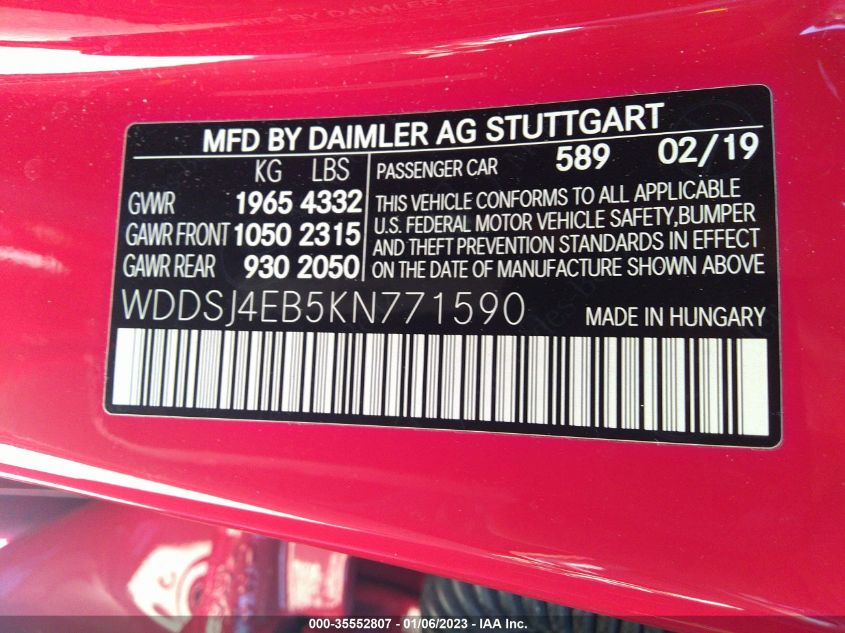 MFD BY DAIMLER AG STUTTGART
KG LBS
GVWR 1965 4332
GAWR FRONT 1050 2315
GAWR REAR 930 2050
PASSENGER CAR 589 02/19
THIS VEHICLE CONFORMS TO ALL APPLICABLE
U.S. FEDERAL MOTOR VEHICLE SAFETY,BUMPER
AND THEFT PREVENTION STANDARDS IN EFFECT
ON THE DATE OF MANUFACTURE SHOWN ABOVE
WDDSJ4EB5KN771590 MADE IN HUNGARY
000-35552807 - 01/06/2023 - IAA Inc.